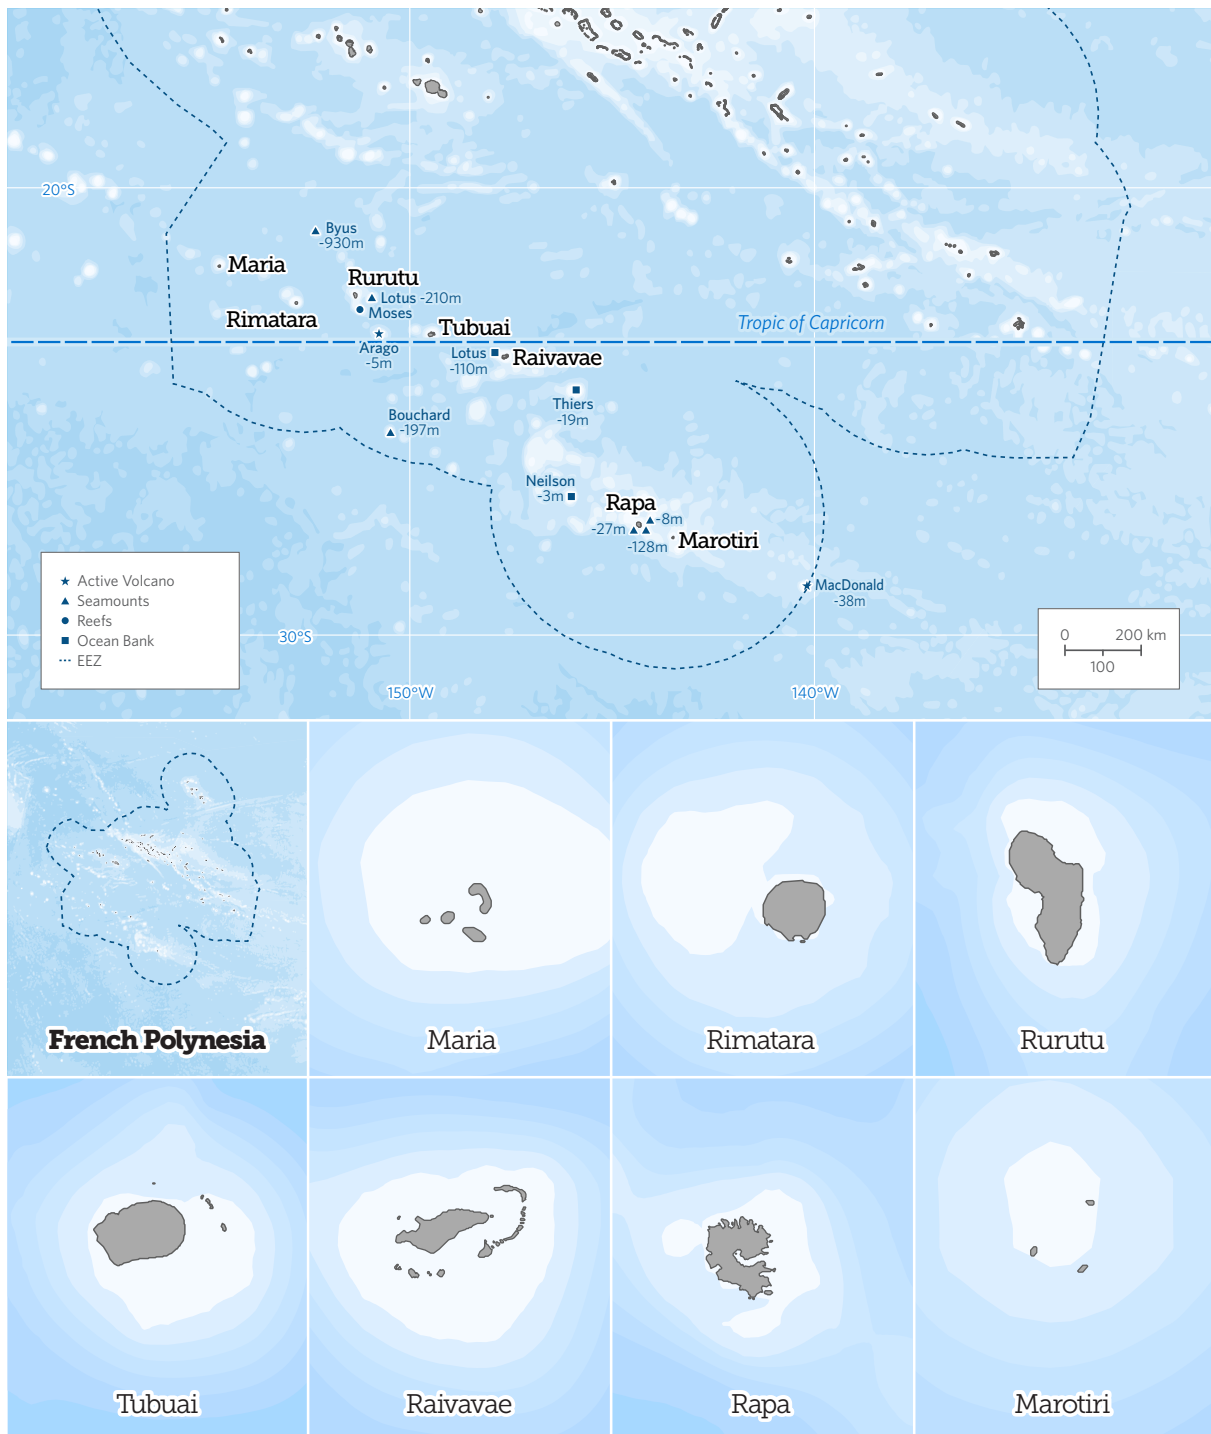 20°S
Byus
-930m
Maria
Rurutu
Lotus -210m
Moses
Rimatara
Tubuai
Tropic of Capricorn
Arago
-5m
Lotus
-110m
Raivavae
Thiers
-19m
Bouchard
-197m
Neilson
-3m
Rapa
-8m
-27m
-128m
Marotiri
MacDonald
-38m
Active Volcano
Seamounts
Reefs
Ocean Bank
EEZ
30°S
0 200 km
100
150°W
140°W
French Polynesia
Maria
Rimatara
Rurutu
Tubuai
Raivavae
Rapa
Marotiri